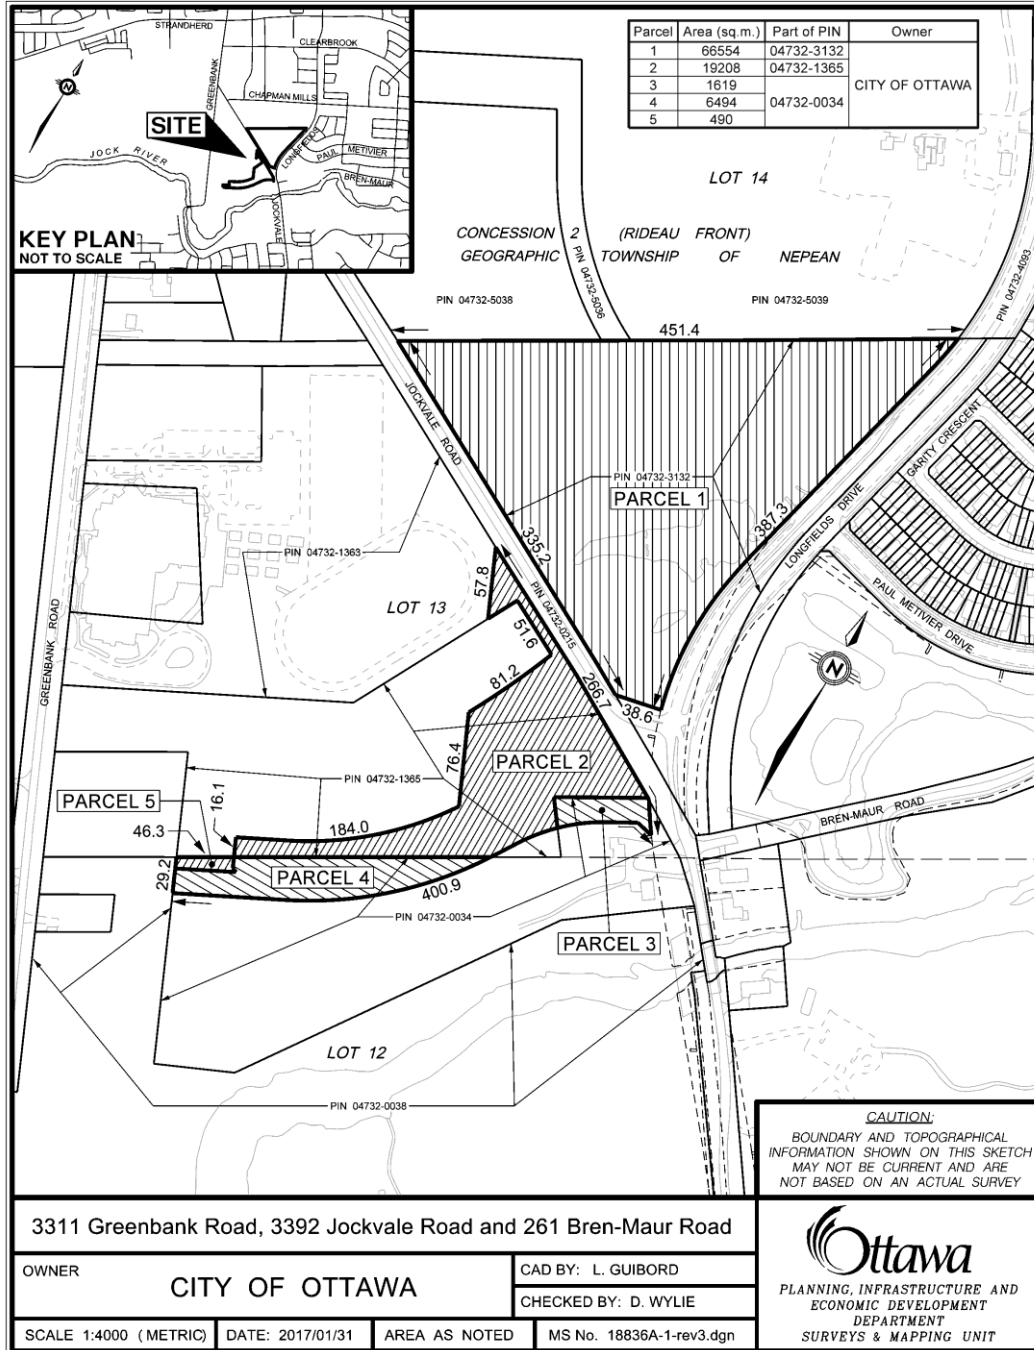 STRANDHERD
CLEARBROOK
GREENBANK
CHAPMAN MILLS
SITE
LONGFIELDS
PAUL METIVIER
JOCK RIVER
BREN-MAUR
JOCKVALE
KEY PLAN
NOT TO SCALE
Parcel Area (sq.m.) Part of PIN Owner
1 66554 04732-3132
2 19208 04732-1365
3 1619
CITY OF OTTAWA
4 6494 04732-0034
5 490
LOT 14
CONCESSION 2 (RIDEAU FRONT)
GEOGRAPHIC TOWNSHIP OF NEPEAN
PIN 04732-5038
PIN 04732-5036
PIN 04732-5039
PIN 04732-4093
451.4
JOCKVALE ROAD
GARITY CRESCENT
PIN 04732-3132
PARCEL 1
335.2
387.3
LONGFIELDS DRIVE
PIN 04732-1363
57.8
PIN 04732-0215
LOT 13
PAUL METIVIER DRIVE
51.6
GREENBANK ROAD
81.2
266.7
38.6
N
76.4
PARCEL 2
PIN 04732-1365
PARCEL 5
16.1
46.3
184.0
BREN-MAUR ROAD
29.2
PARCEL 4
400.9
PIN 04732-0034
PARCEL 3
LOT 12
PIN 04732-0038
CAUTION:
BOUNDARY AND TOPOGRAPHICAL
INFORMATION SHOWN ON THIS SKETCH
MAY NOT BE CURRENT AND ARE
NOT BASED ON AN ACTUAL SURVEY
3311 Greenbank Road, 3392 Jockvale Road and 261 Bren-Maur Road
OWNER
CITY OF OTTAWA
CAD BY: L. GUIBORD
CHECKED BY: D. WYLIE
SCALE 1:4000 (METRIC)
DATE: 2017/01/31
AREA AS NOTED
MS No. 18836A-1-rev3.dgn
Ottawa
PLANNING, INFRASTRUCTURE AND
ECONOMIC DEVELOPMENT
DEPARTMENT
SURVEYS & MAPPING UNIT